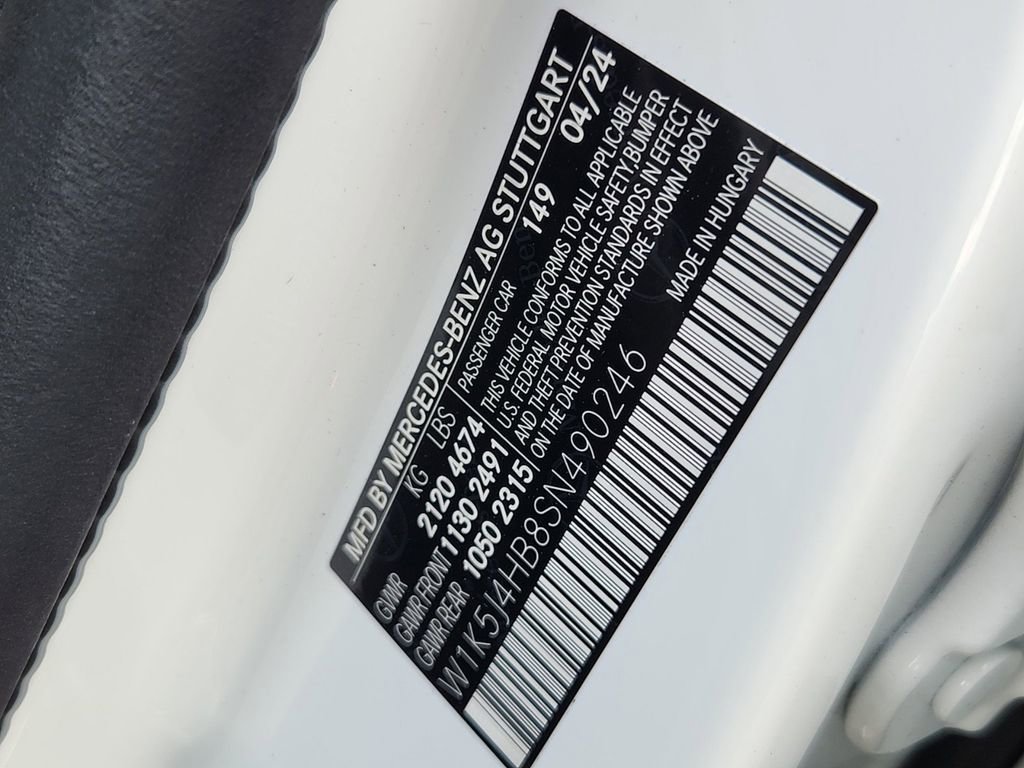 MFD BY MERCEDES-BENZ AG STUTTGART
KG LBS PASSENGER CAR 149 04/24
GVWR 2120 4674
GAWR FRONT 1130 2491
GAWR REAR 1050 2315
THIS VEHICLE CONFORMS TO ALL APPLICABLE
U.S. FEDERAL MOTOR VEHICLE SAFETY, BUMPER
AND THEFT PREVENTION STANDARDS IN EFFECT
ON THE DATE OF MANUFACTURE SHOWN ABOVE
W1K5J4HB8SN490246 MADE IN HUNGARY